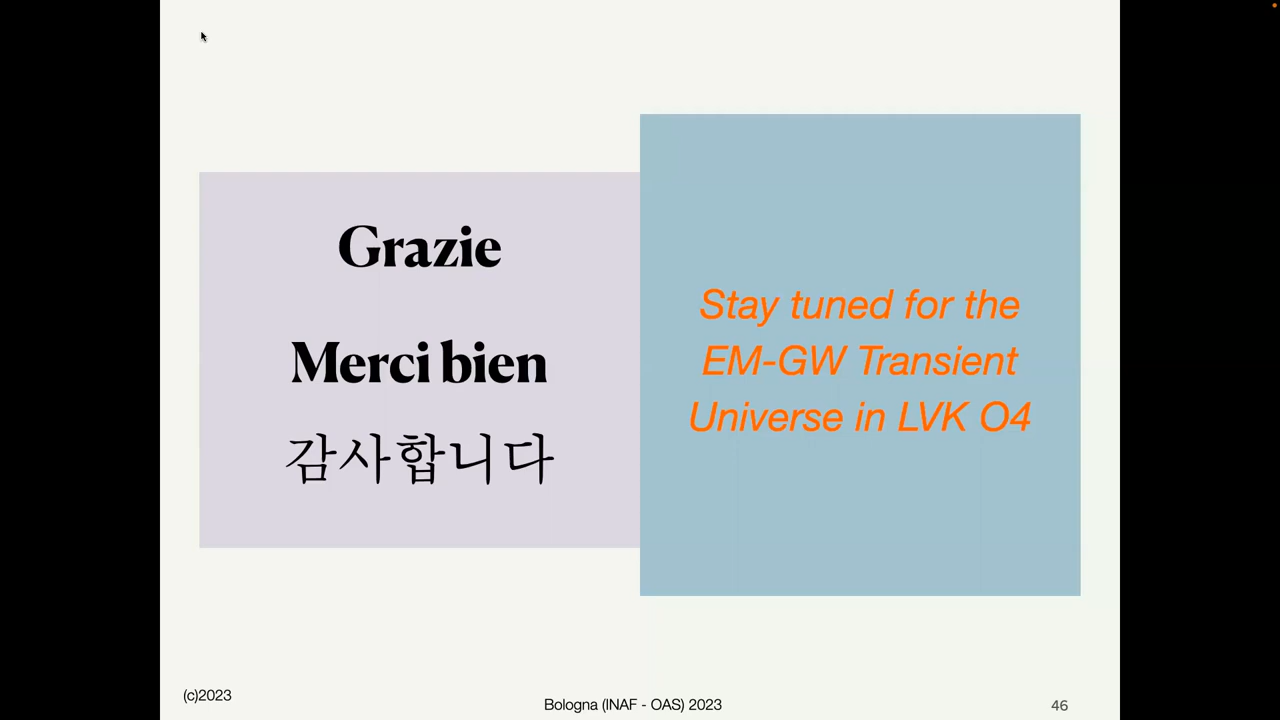 Grazie
Merci bien
감사합니다
Stay tuned for the
EM-GW Transient
Universe in LVK O4
(c)2023
Bologna (INAF - OAS) 2023
46